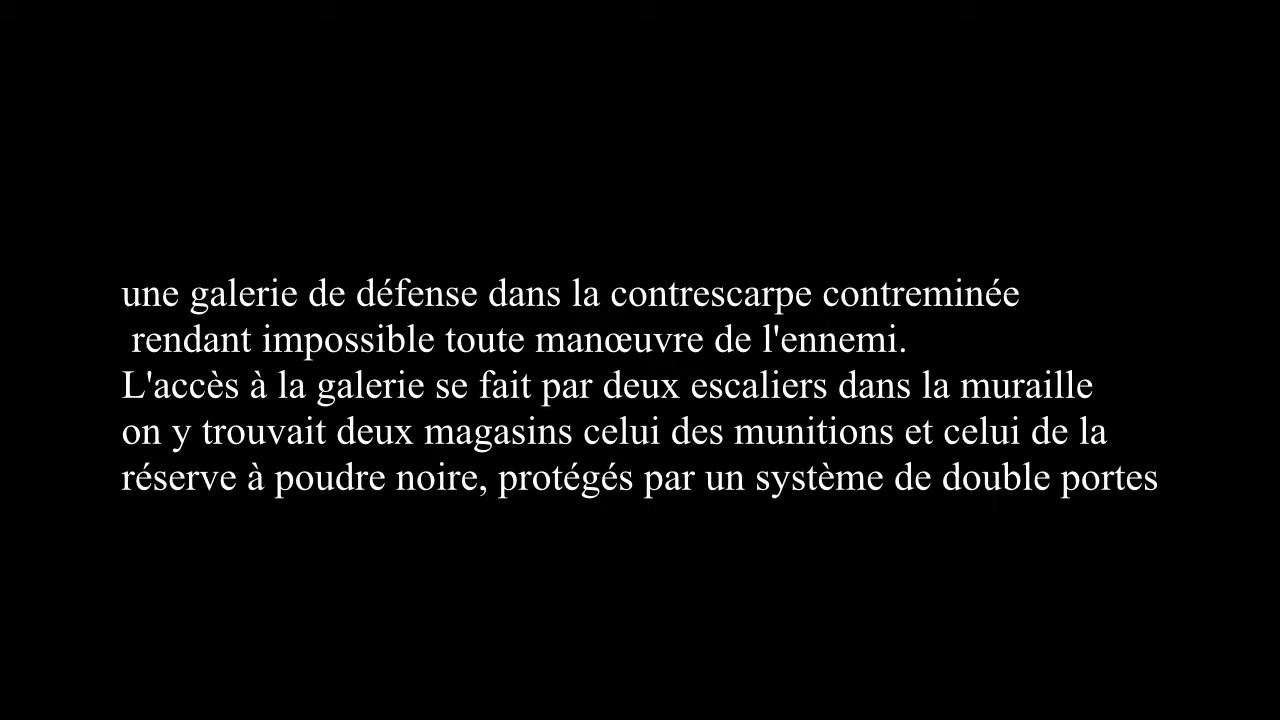 une galerie de défense dans la contrescarpe contreminée
rendant impossible toute manœuvre de l'ennemi.
L'accès à la galerie se fait par deux escaliers dans la muraille
on y trouvait deux magasins celui des munitions et celui de la
réserve à poudre noire, protégés par un système de double portes